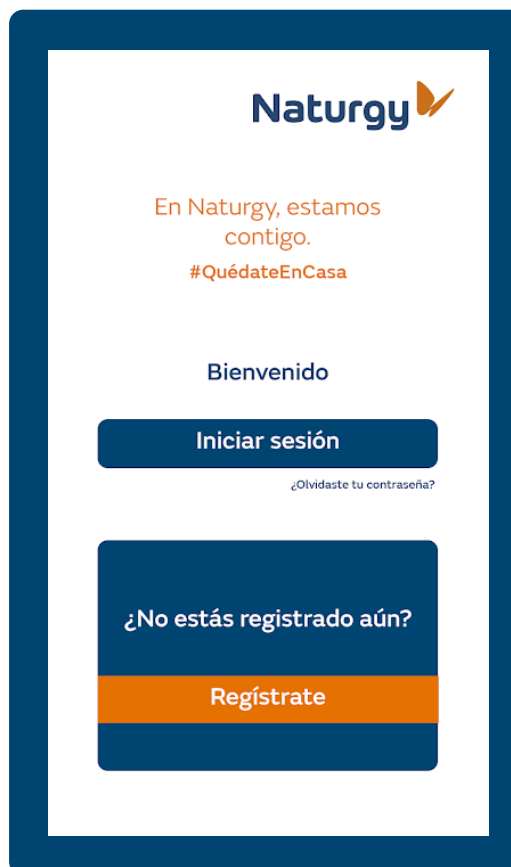 Naturgy
En Naturgy, estamos
contigo.
#QuédateEnCasa
Bienvenido
Iniciar sesión
¿Olvidaste tu contraseña?
¿No estás registrado aún?
Regístrate